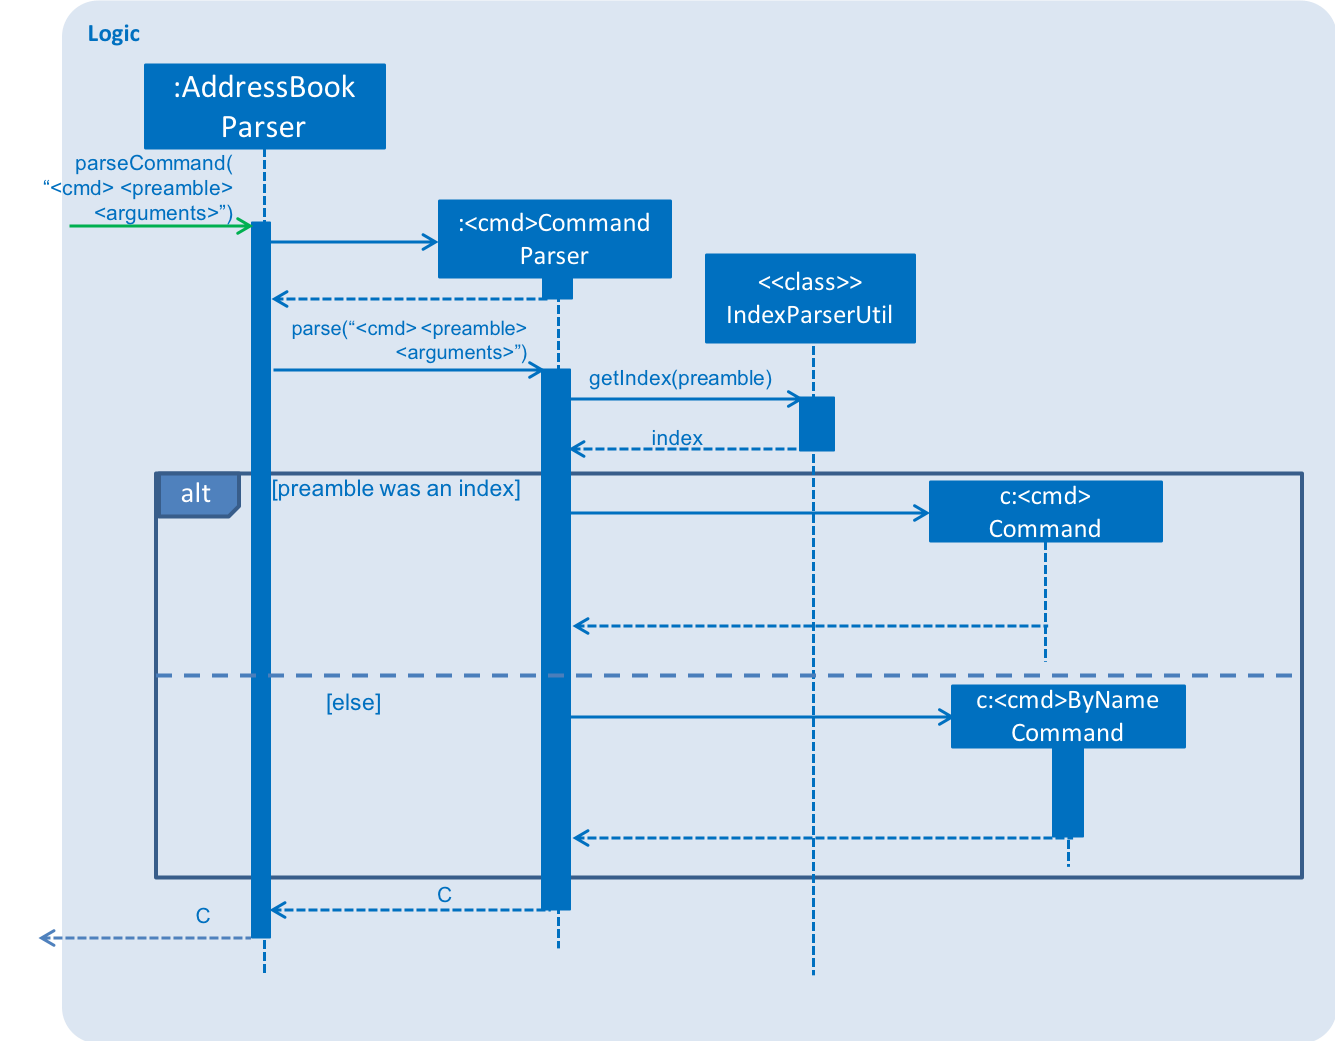 Logic
:AddressBook
Parser
parseCommand(
“<cmd> <preamble>
<arguments>”)
:<cmd>Command
Parser
<<class>>
IndexParserUtil
parse(“<cmd> <preamble>
<arguments>”)
getIndex(preamble)
index
alt
[preamble was an index]
c:<cmd>
Command
[else]
c:<cmd>ByName
Command
C
C